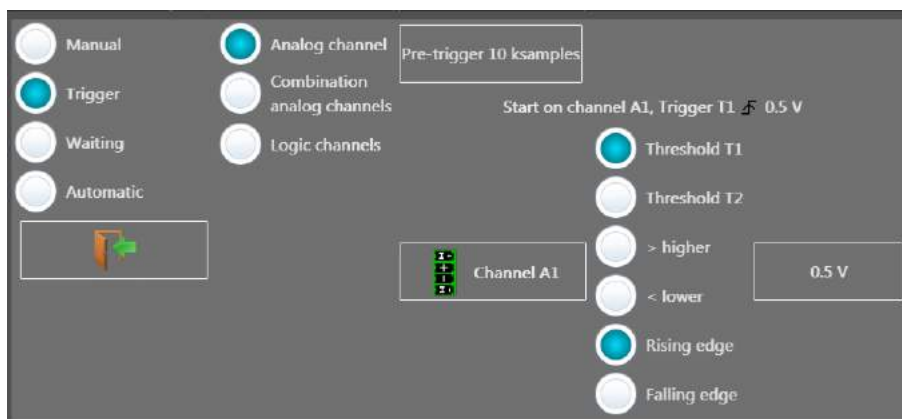 Manual
Trigger
Waiting
Automatic
Analog channel
Combination
analog channels
Logic channels
Pre-trigger 10 ksamples
Start on channel A1, Trigger T1 0.5 V
Threshold T1
Threshold T2
> higher
< lower
Rising edge
Falling edge
Channel A1
0.5 V